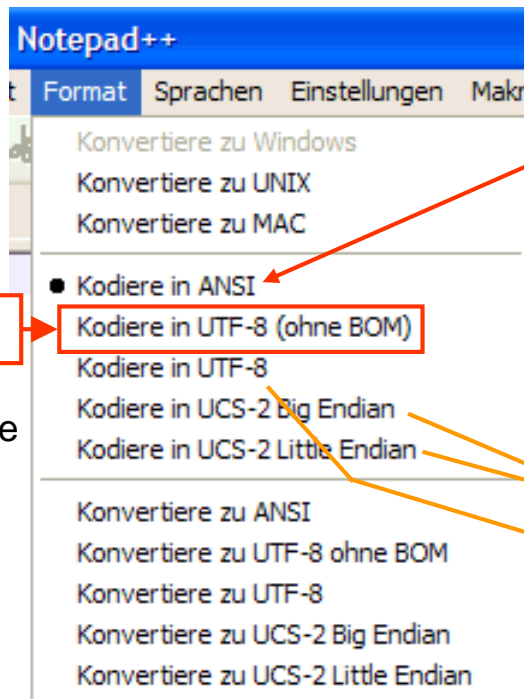 Notepad++
t Format Sprachen Einstellungen Makr
Konvertiere zu Windows
Konvertiere zu UNIX
Konvertiere zu MAC
Kodiere in ANSI
Kodiere in UTF-8 (ohne BOM)
Kodiere in UTF-8
Kodiere in UCS-2 Big Endian
e
Kodiere in UCS-2 Little Endian
Konvertiere zu ANSI
Konvertiere zu UTF-8 ohne BOM
Konvertiere zu UTF-8
Konvertiere zu UCS-2 Big Endian
Konvertiere zu UCS-2 Little Endian